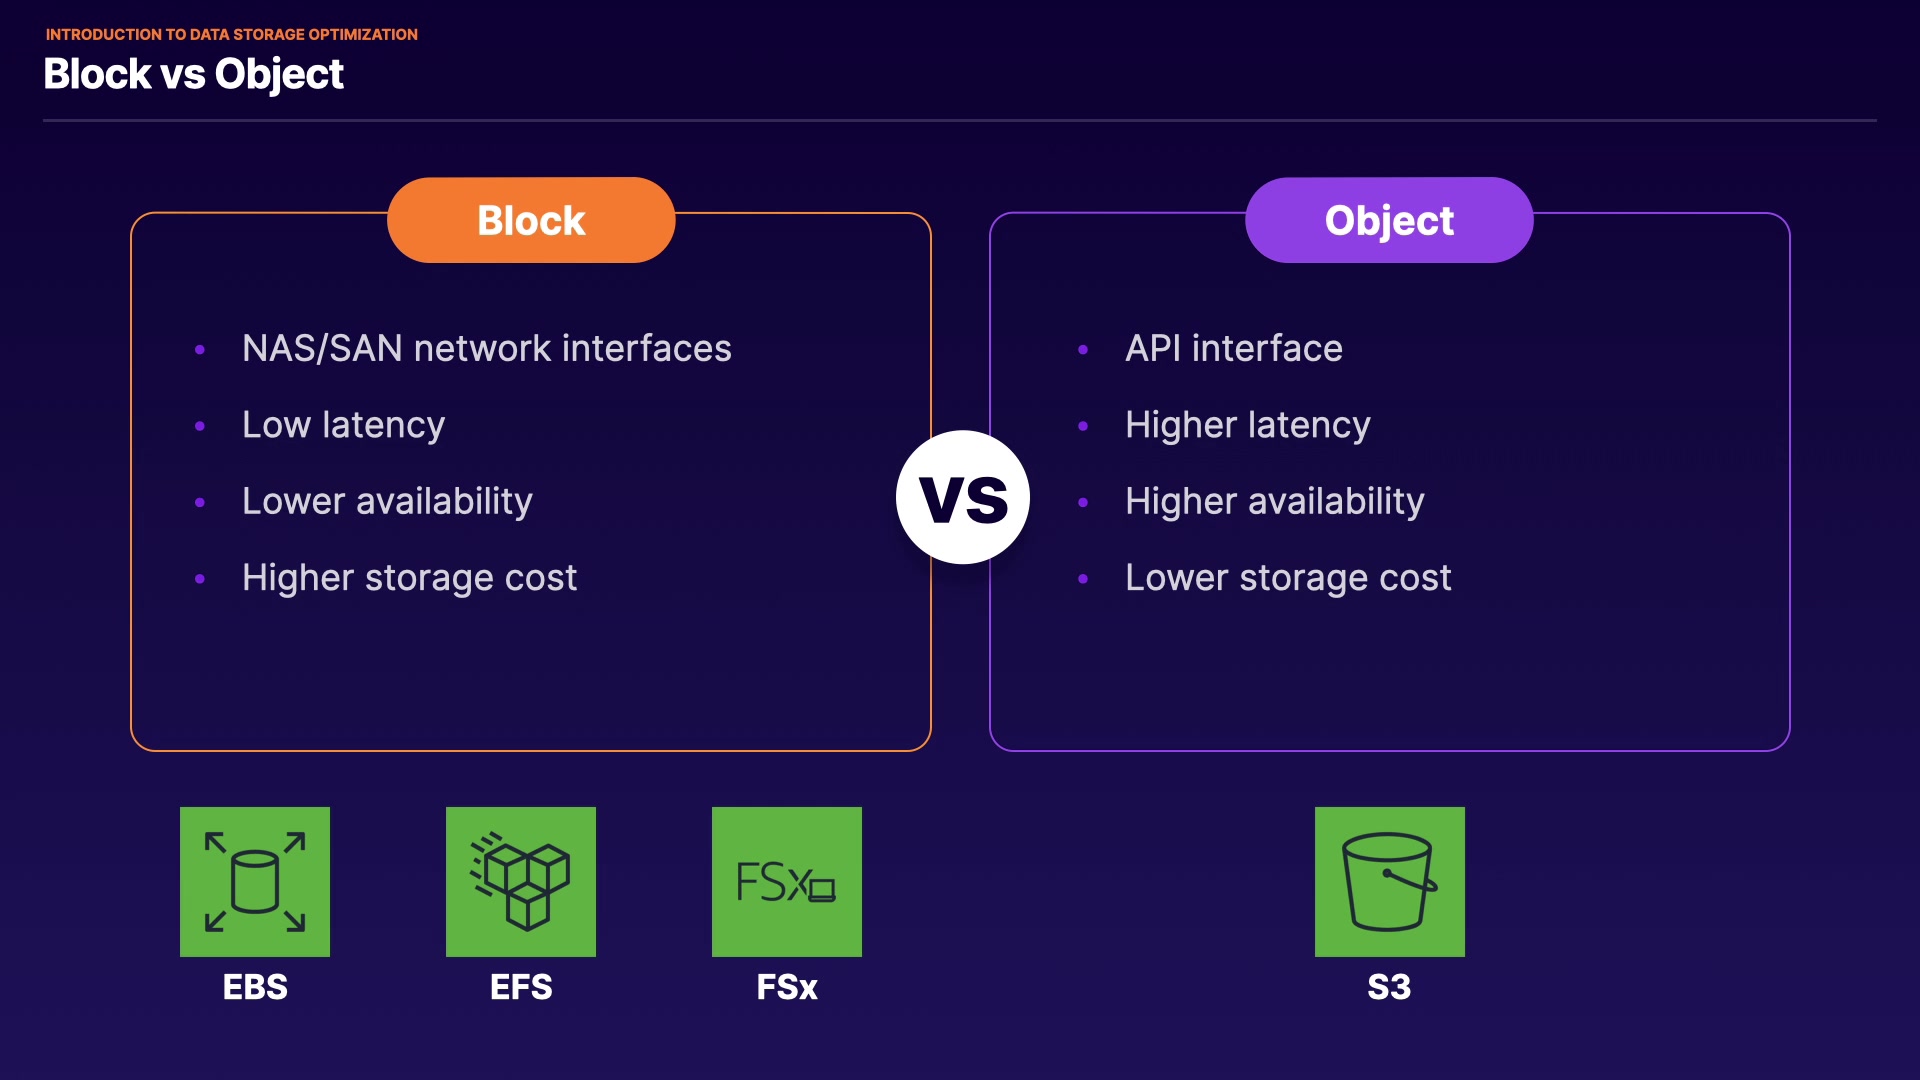 INTRODUCTION TO DATA STORAGE OPTIMIZATION
Block vs Object
Block
• NAS/SAN network interfaces
• Low latency
• Lower availability
• Higher storage cost
VS
Object
• API interface
• Higher latency
• Higher availability
• Lower storage cost
EBS
EFS
FSx
FSx
S3